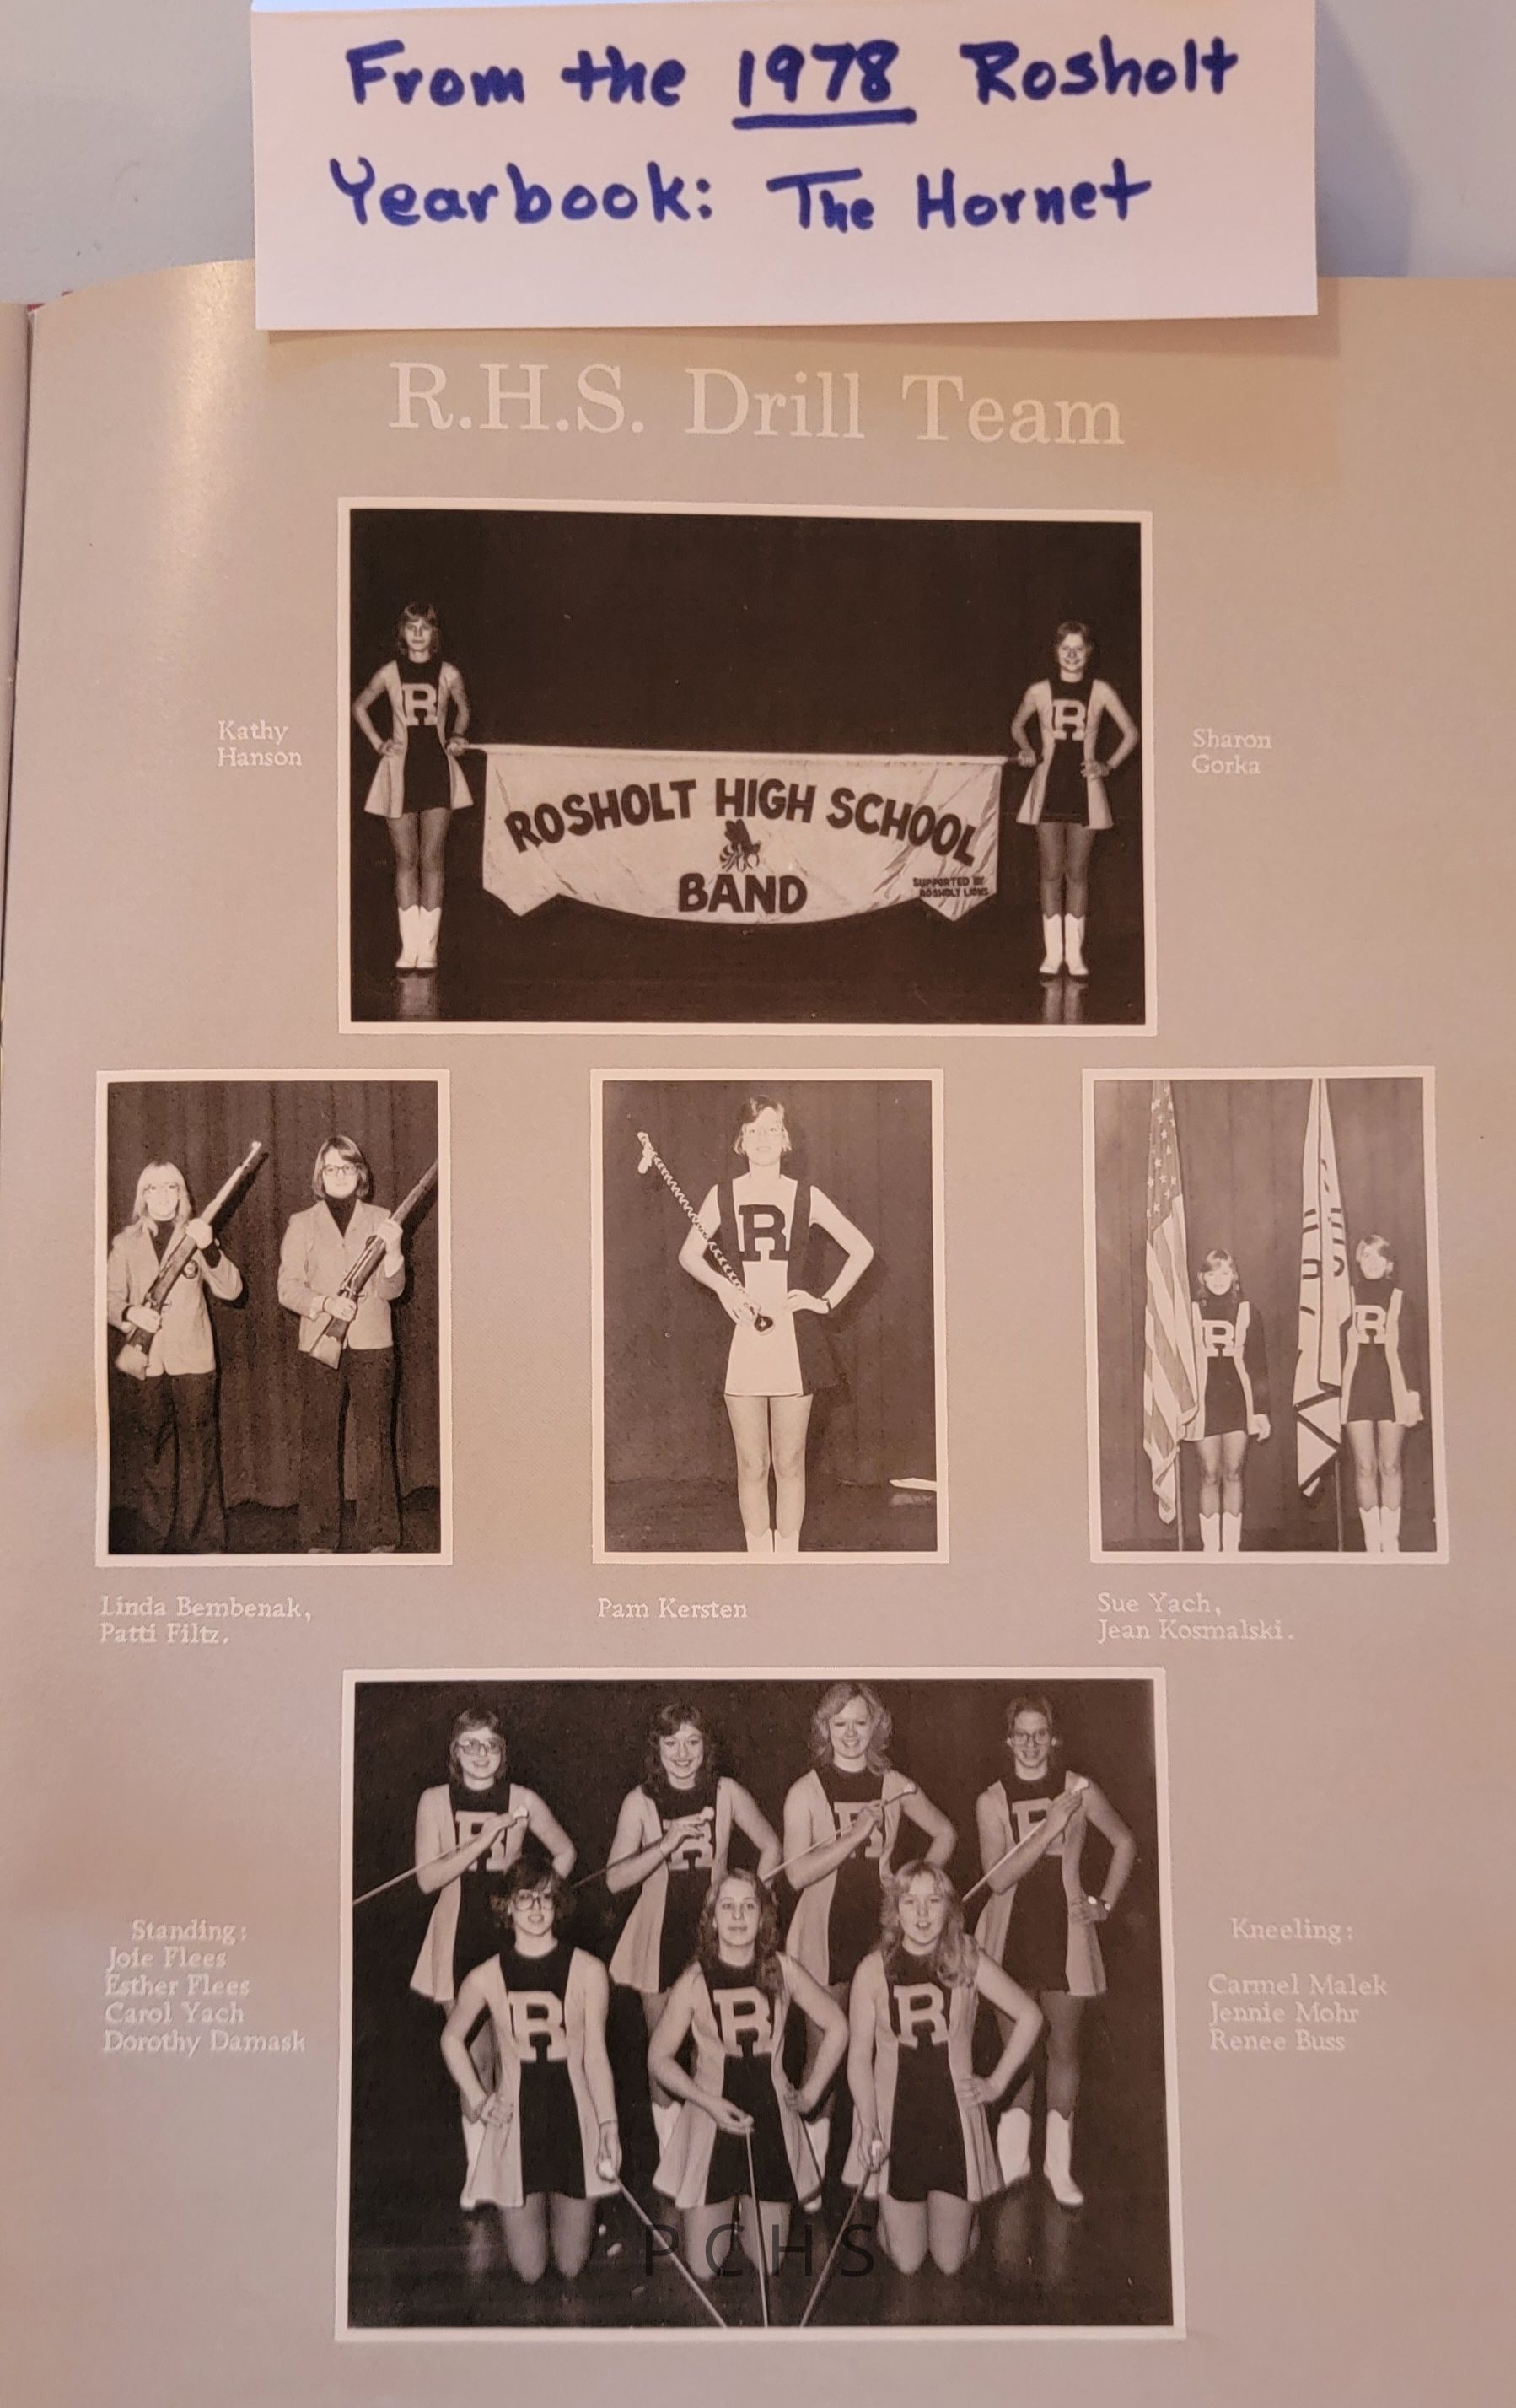 From the 1978 Rosholt
Yearbook: The Hornet
R.H.S. Drill Team
Kathy
Hanson
R
R
ROSHOLT HIGH SCHOOL
BAND
SUPPORTED BY
ROSHOLT LIONS
Sharon
Gorka
R
R
R
Linda Bembenak,
Patti Filtz.
Pam Kersten
Sue Yach,
Jean Kosmalski.
R
R
R
R
R
R
R
Standing:
Joie Flees
Esther Flees
Carol Yach
Dorothy Damask
Kneeling:
Carmel Malek
Jennie Mohr
Renee Buss
PCHS